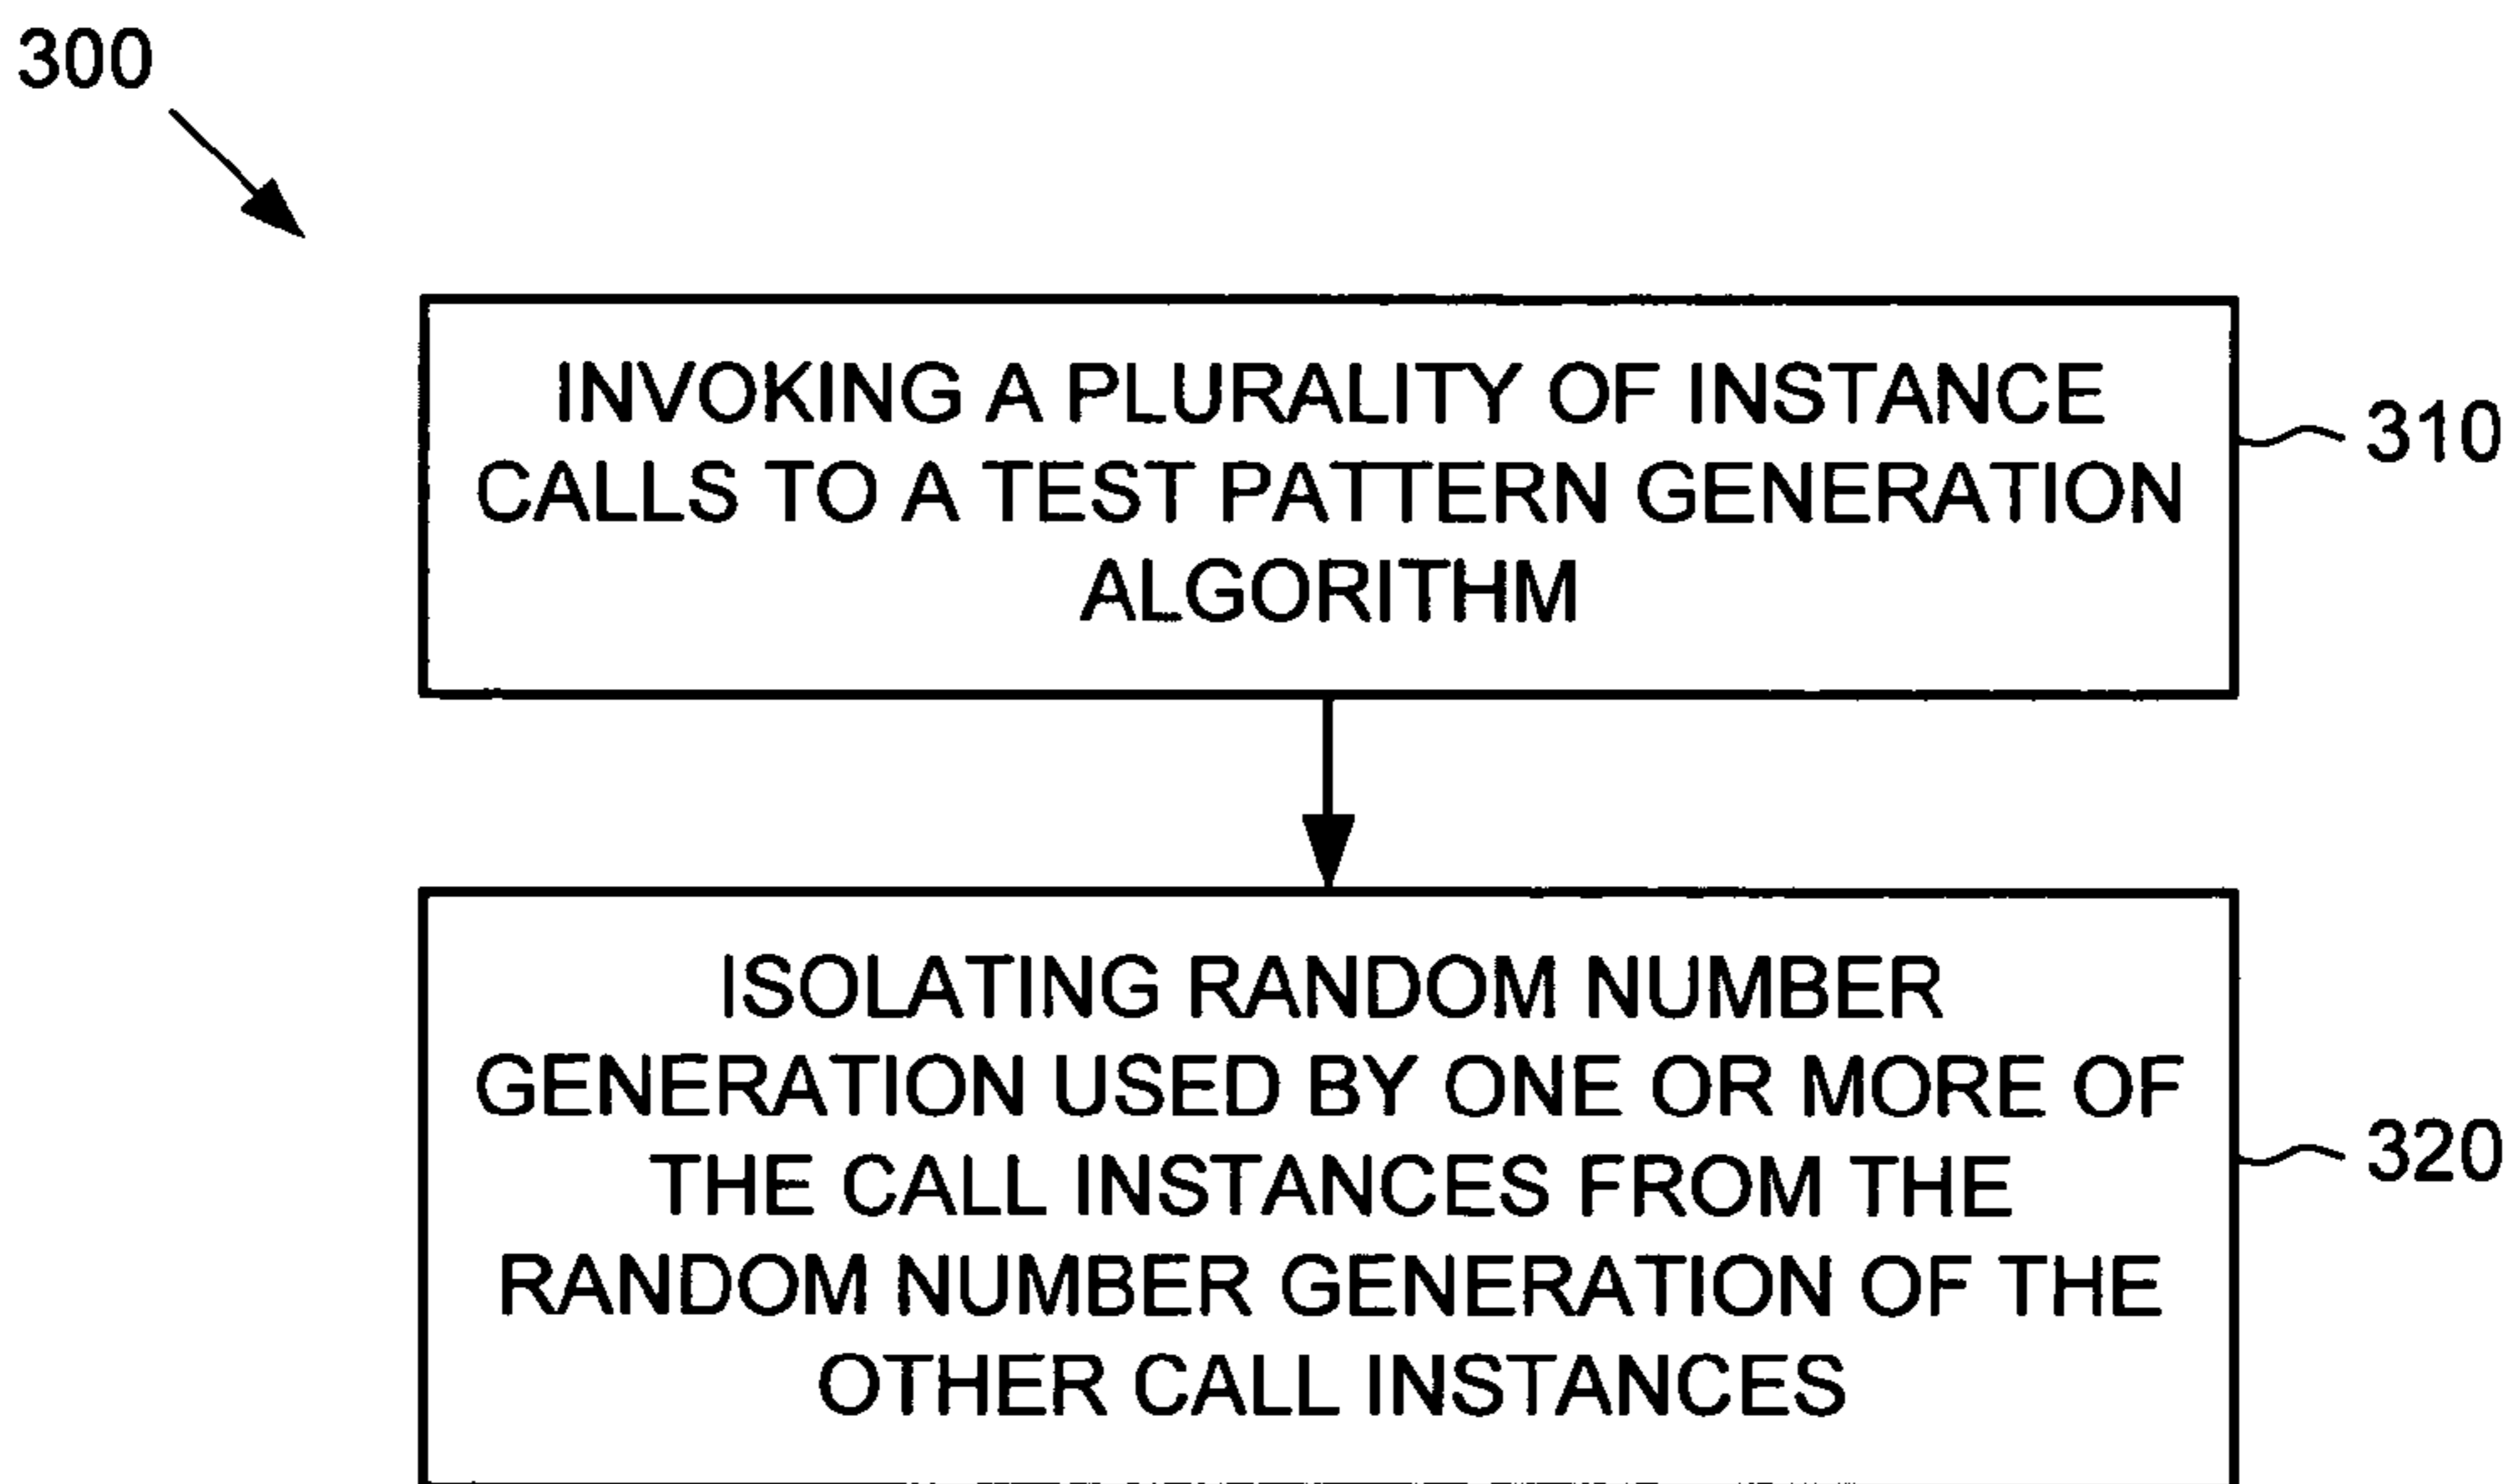 300
INVOKING A PLURALITY OF INSTANCE
CALLS TO A TEST PATTERN GENERATION
ALGORITHM
310
ISOLATING RANDOM NUMBER
GENERATION USED BY ONE OR MORE OF
THE CALL INSTANCES FROM THE
RANDOM NUMBER GENERATION OF THE
OTHER CALL INSTANCES
320